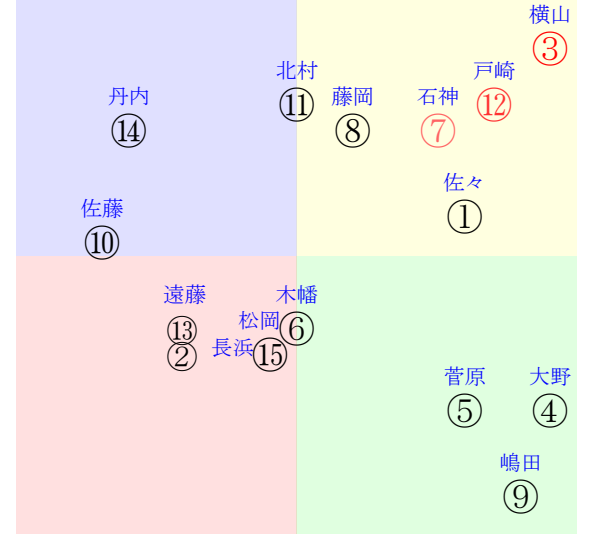 横山
③
北村
⑪
戸崎
⑫
丹内
⑭
藤岡
⑧
石神
⑦
佐々
①
佐藤
⑩
遠藤
⑬
木幡
⑥
松岡
⑮
長浜
②
菅原
⑤
大野
④
嶋田
⑨